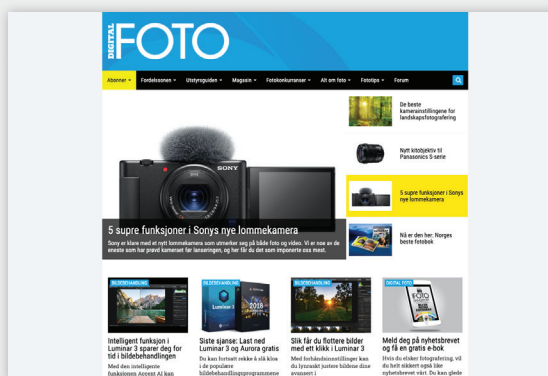 DIGITAL
FOTO
Abonner
Fordelssonen
Utstyrsguiden
Magasin
Fotokonkurranser
Alt om foto
Fototips
Forum
SONY
5 supre funksjoner i Sonys nye lommekamera
Sony er klare med et nytt lommekamera som utmerker seg på både foto og video. Vi er noe av de
eneste som har prøvd kameraet før lanseringen, og her får du det som imponerte oss mest.
De beste
kamerainstillingene for
landskapsfotografering
Nytt kitobjektiv til
Panasonics S-serie
5 supre funksjoner i Sonys
nye lommekamera
Nå er den her: Norges
beste fotobok
BILDEBEHANDLING
Intelligent funksjon i
Luminar 3 sparer deg for
tid i bildebehandlingen
Med den intelligente
funksjonen Accent AI kan
BILDEBEHANDLING
Luminar 3
2018
Siste sjanse: Last ned
Luminar 3 og Aurora gratis
Du kan fortsatt rekke å slå kloa
i de populære
bildebehandlingsprogrammene
BILDEBEHANDLING
Slik får du flottere bilder
med ett klikk i Luminar 3
Med forhåndsinnstillinger kan
du lynraskt justere bildene dine
avansert i
DIGITAL FOTO
FOTO
Meld deg på nyhetsbrevet
og få en gratis e-bok
Hvis du elsker fotografering, vil
du helt sikkert også like
nyhetsbrevet vårt. Du kan glede